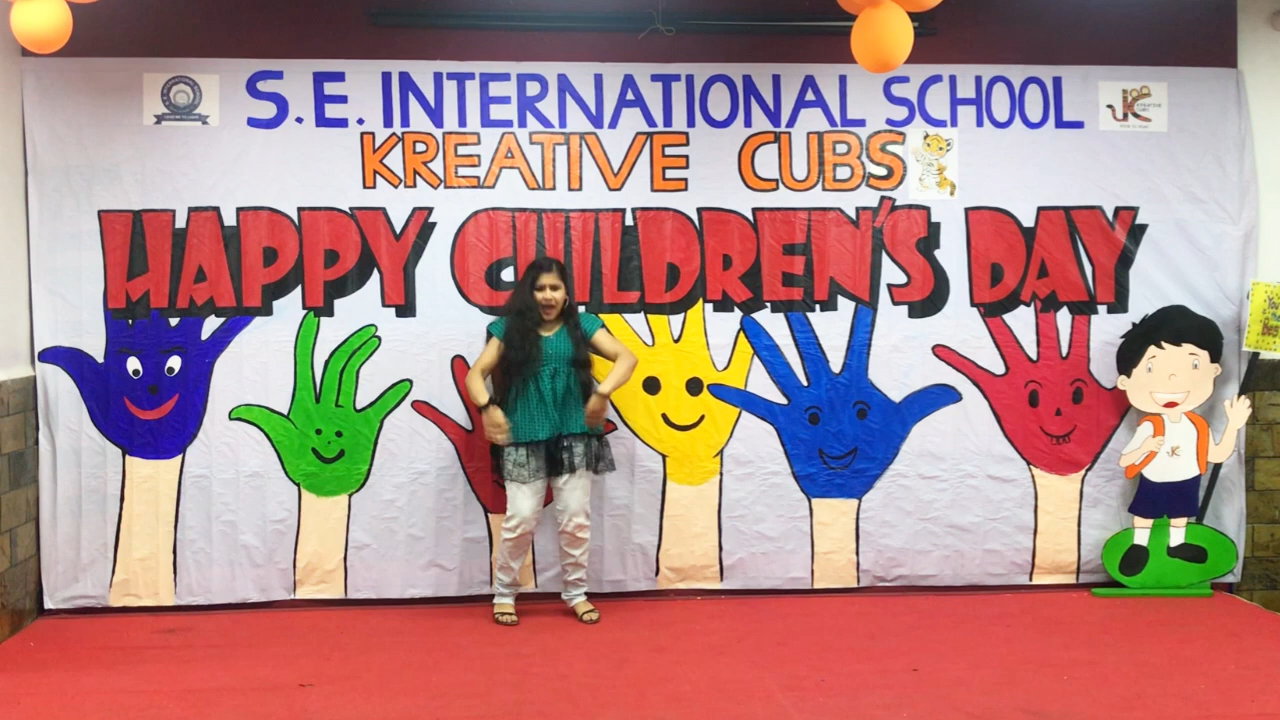 S.E. INTERNATIONAL SCHOOL
KREATIVE CUBS
HAPPY CHILDREN'S DAY